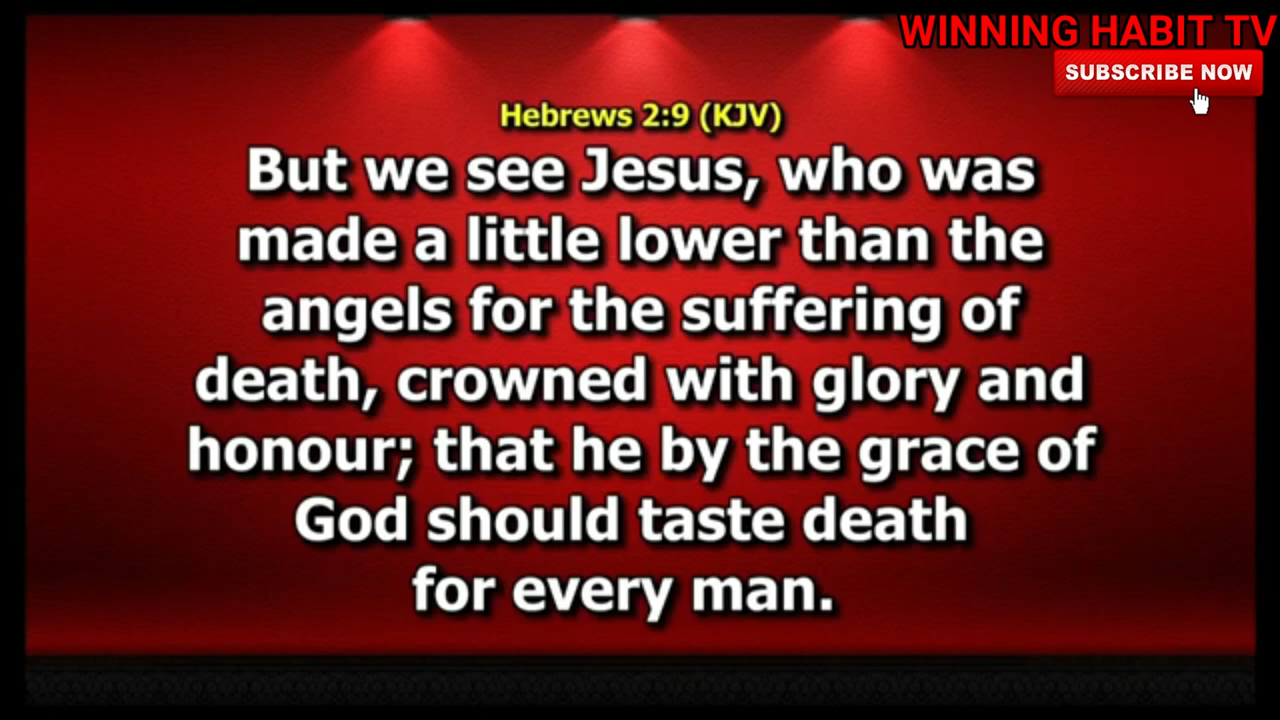 WINNING HABIT TV
SUBSCRIBE NOW
Hebrews 2:9 (KJV)
But we see Jesus, who was
made a little lower than the
angels for the suffering of
death, crowned with glory and
honour; that he by the grace of
God should taste death
for every man.